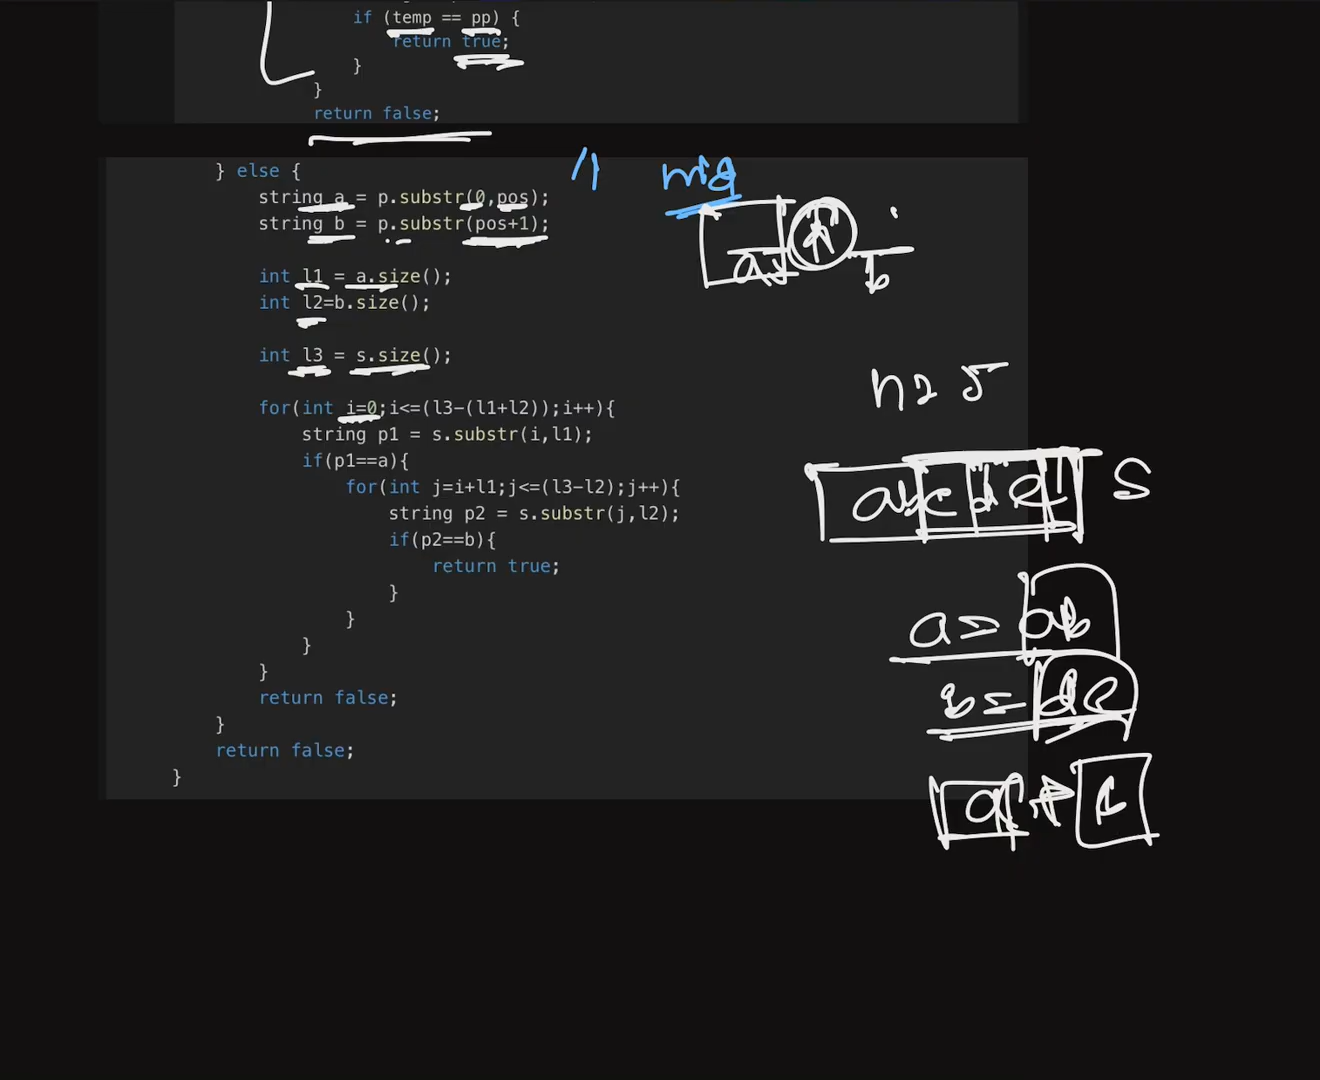 if (temp == pp) {
return true;
}
}
return false;
} else {
string a = p.substr(0,pos);
string b = p.substr(pos+1);
int l1 = a.size();
int l2=b.size();
int l3 = s.size();
for(int i=0;i<=(l3-(l1+l2));i++){
string p1 = s.substr(i,l1);
if(p1==a){
for(int j=i+l1;j<=(l3-l2);j++){
string p2 = s.substr(j,l2);
if(p2==b){
return true;
}
}
}
}
return false;
}
return false;
}
mid
a
b
n = 5
abcde S
a = ab
b = de